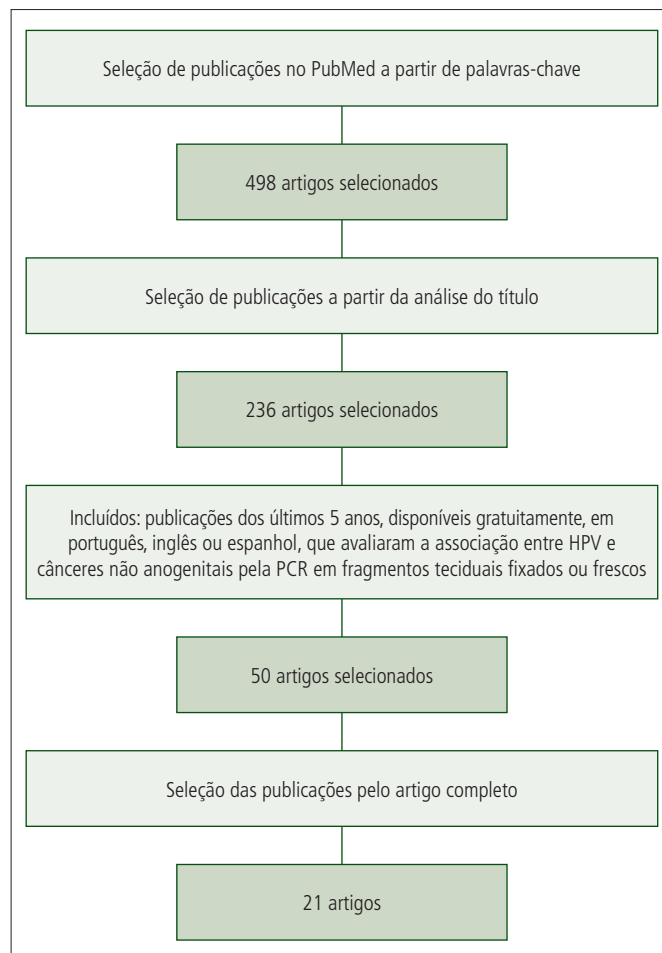 Seleção de publicações no PubMed a partir de palavras-chave
498 artigos selecionados
Seleção de publicações a partir da análise do título
236 artigos selecionados
Incluídos: publicações dos últimos 5 anos, disponíveis gratuitamente, em
português, inglês ou espanhol, que avaliaram a associação entre HPV e
cânceres não anogenitais pela PCR em fragmentos teciduais fixados ou frescos
50 artigos selecionados
Seleção das publicações pelo artigo completo
21 artigos